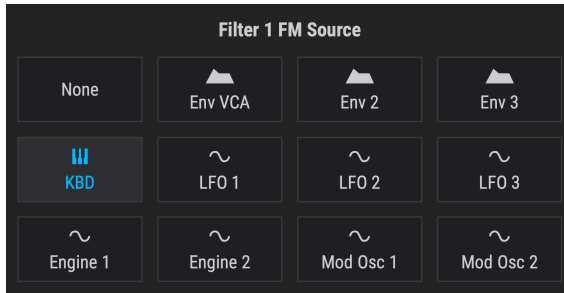 Filter 1 FM Source
None
Env VCA
Env 2
Env 3
KBD
LFO 1
LFO 2
LFO 3
Engine 1
Engine 2
Mod Osc 1
Mod Osc 2